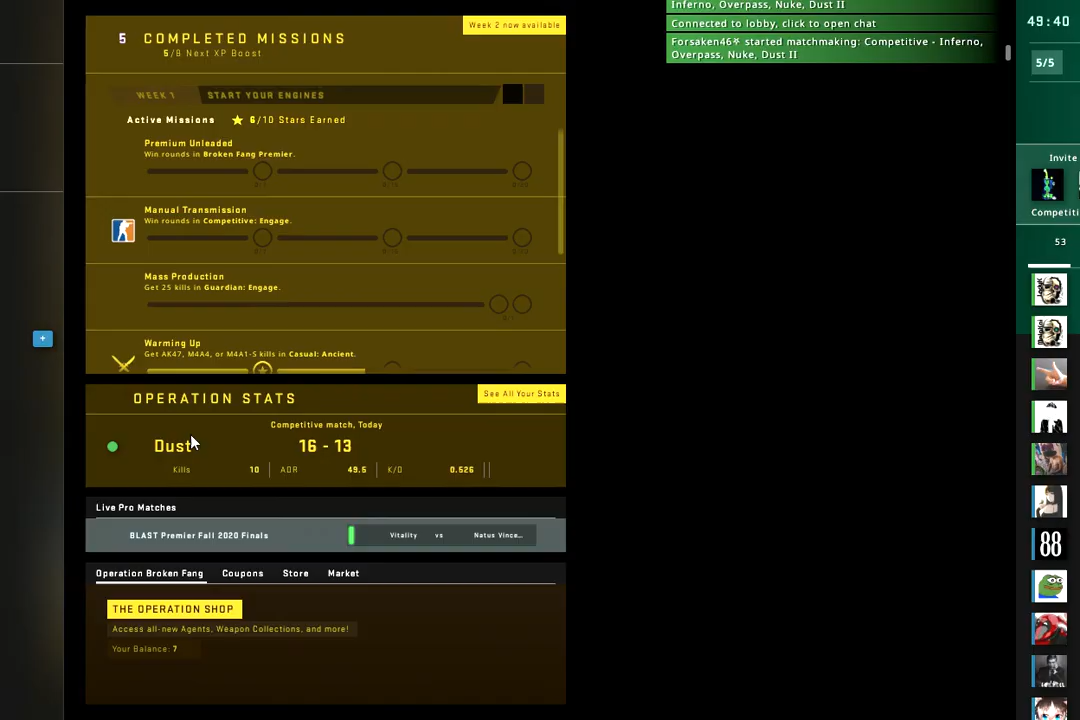 5 COMPLETED MISSIONS
Week 2 now available
5/8 Next XP Boost
WEEK 1 START YOUR ENGINES
Active Missions 6/10 Stars Earned
Premium Unleaded
Win rounds in Broken Fang Premier.
Manual Transmission
Win rounds in Competitive: Engage.
Mass Production
Get 25 kills in Guardian: Engage.
Warming Up
Get AK47, M4A4, or M4A1-S kills in Casual: Ancient.
OPERATION STATS
See All Your Stats
Competitive match, Today
Dust 16 - 13
Kills 10 ADR 49.5 K/D 0.526
Live Pro Matches
BLAST Premier Fall 2020 Finals Vitality vs Natus Vince...
Operation Broken Fang Coupons Store Market
THE OPERATION SHOP
Access all-new Agents, Weapon Collections, and more!
Your Balance: 7
Inferno, Overpass, Nuke, Dust II
Connected to lobby, click to open chat
Forsaken46 started matchmaking: Competitive - Inferno,
Overpass, Nuke, Dust II
49:40
5/5
Invite
Competiti
53
88